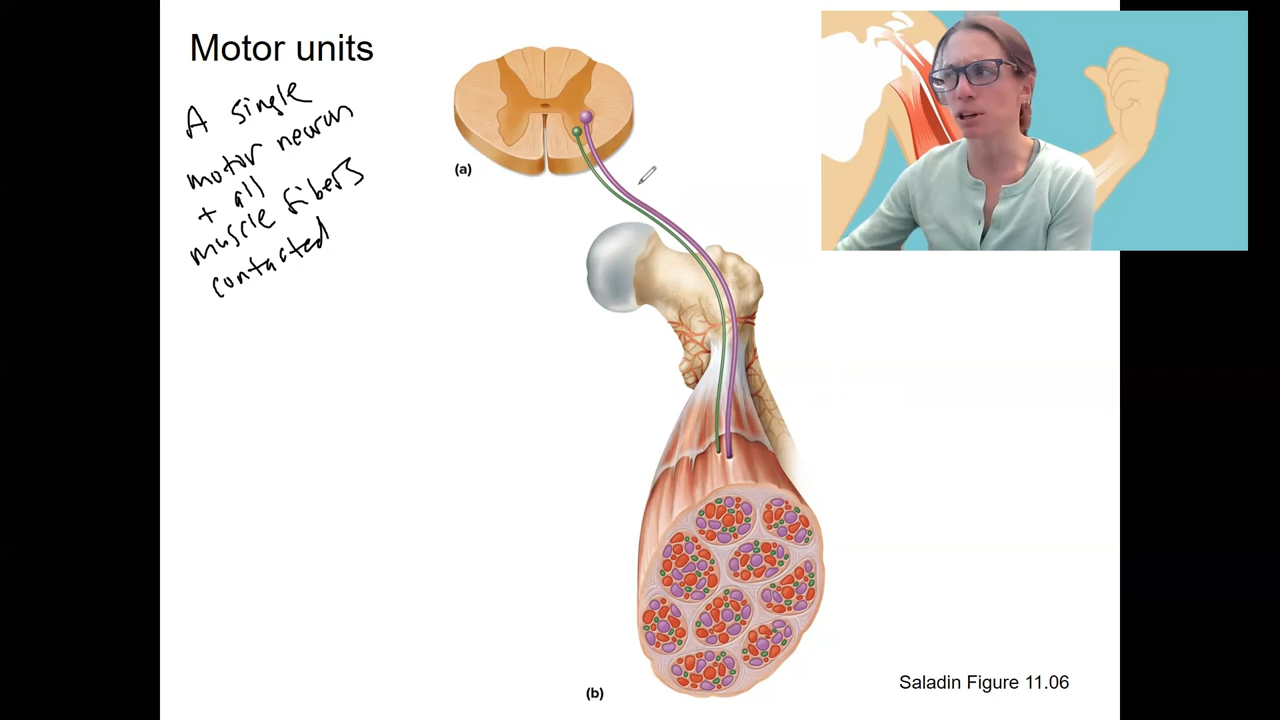 Motor units
A single
motor neuron
+ all
muscle fibers
contacted
(a)
(b)
Saladin Figure 11.06